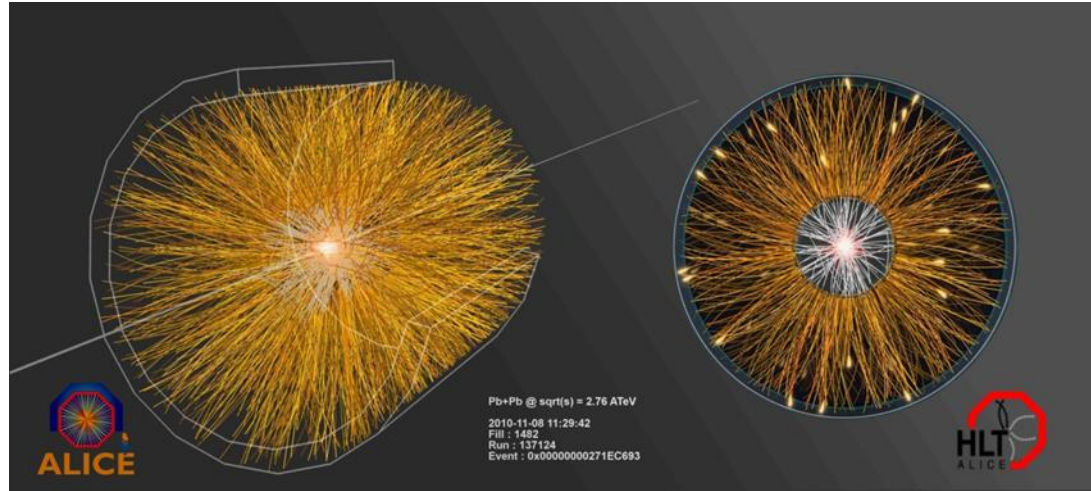 Pb+Pb @ sqrt(s) = 2.76 ATeV
2010-11-08 11:29:42
Fill : 1482
Run : 137124
Event : 0x00000000271EC693
ALICE
HLT
ALICE